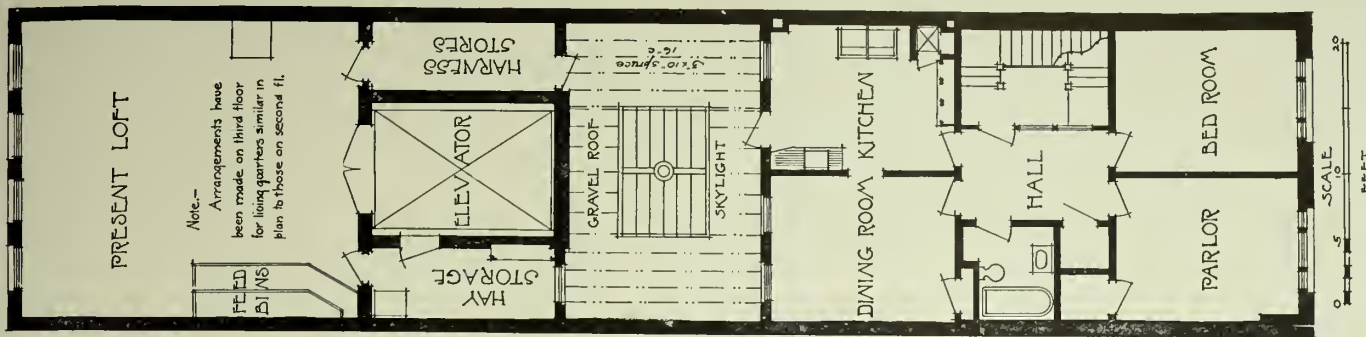 PRESENT LOFT
Note.-
Arrangements have
been made on third floor
for living quarters similar in
plan to those on second fl.
FEED
BINS
HARNESS
STORES
ELEVATOR
HAY
STORAGE
GRAVEL ROOF
3"x10" Spruce
16" c
SKYLIGHT
KITCHEN
DINING ROOM
HALL
BED ROOM
PARLOR
SCALE
0 5 10 20
FEET